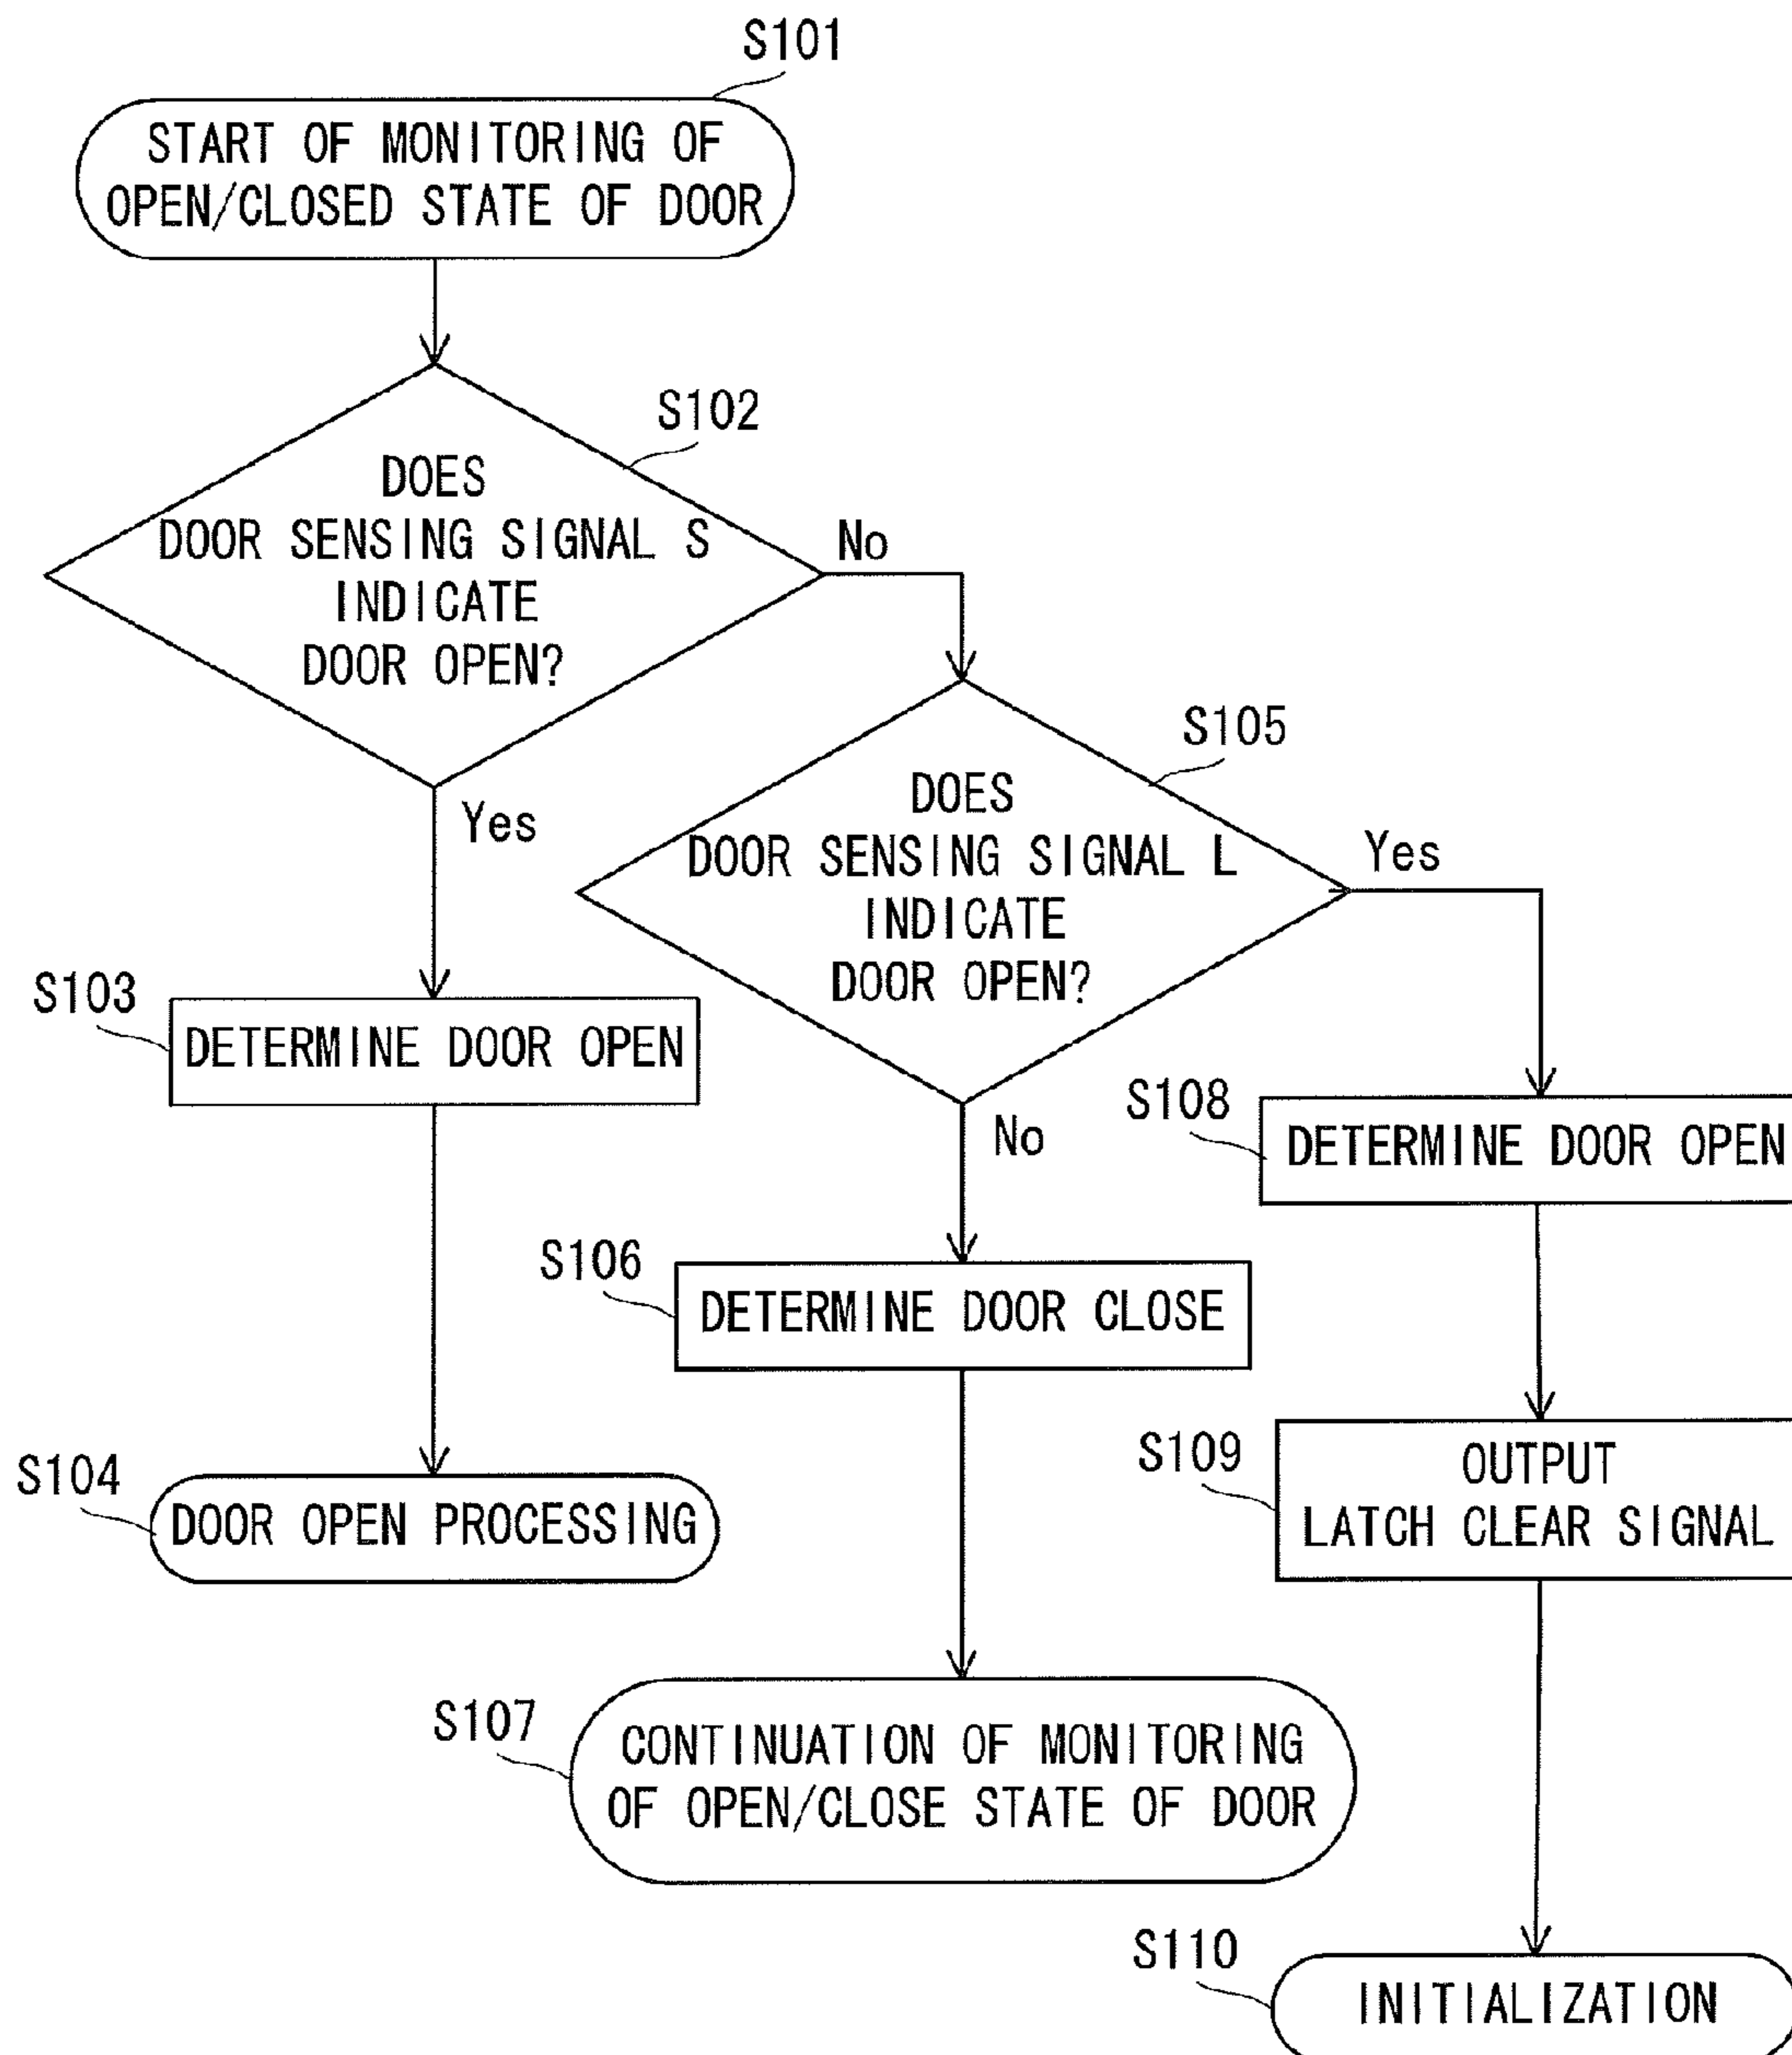 S101
START OF MONITORING OF
OPEN/CLOSED STATE OF DOOR
S102
DOES
DOOR SENSING SIGNAL S
INDICATE
DOOR OPEN?
No
Yes
S105
DOES
DOOR SENSING SIGNAL L
INDICATE
DOOR OPEN?
Yes
No
S103
DETERMINE DOOR OPEN
S108
DETERMINE DOOR OPEN
S106
DETERMINE DOOR CLOSE
S104
DOOR OPEN PROCESSING
S109
OUTPUT
LATCH CLEAR SIGNAL
S107
CONTINUATION OF MONITORING
OF OPEN/CLOSE STATE OF DOOR
S110
INITIALIZATION